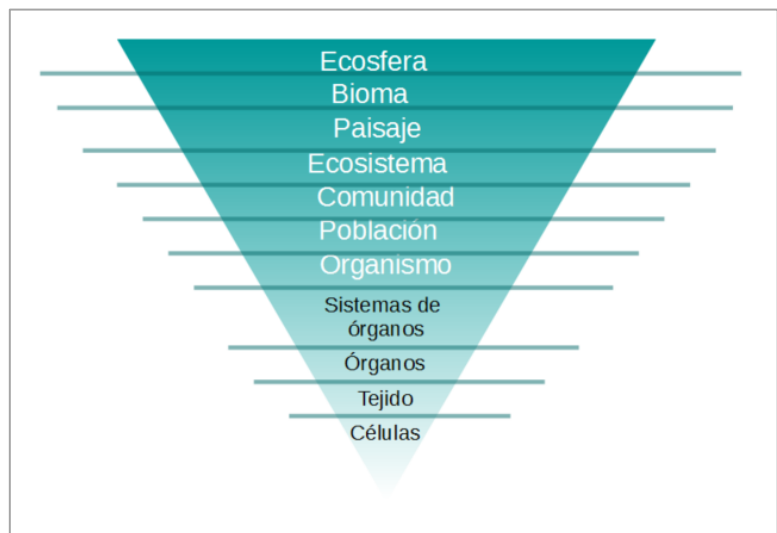 Ecosfera
Bioma
Paisaje
Ecosistema
Comunidad
Población
Organismo
Sistemas de
órganos
Órganos
Tejido
Células